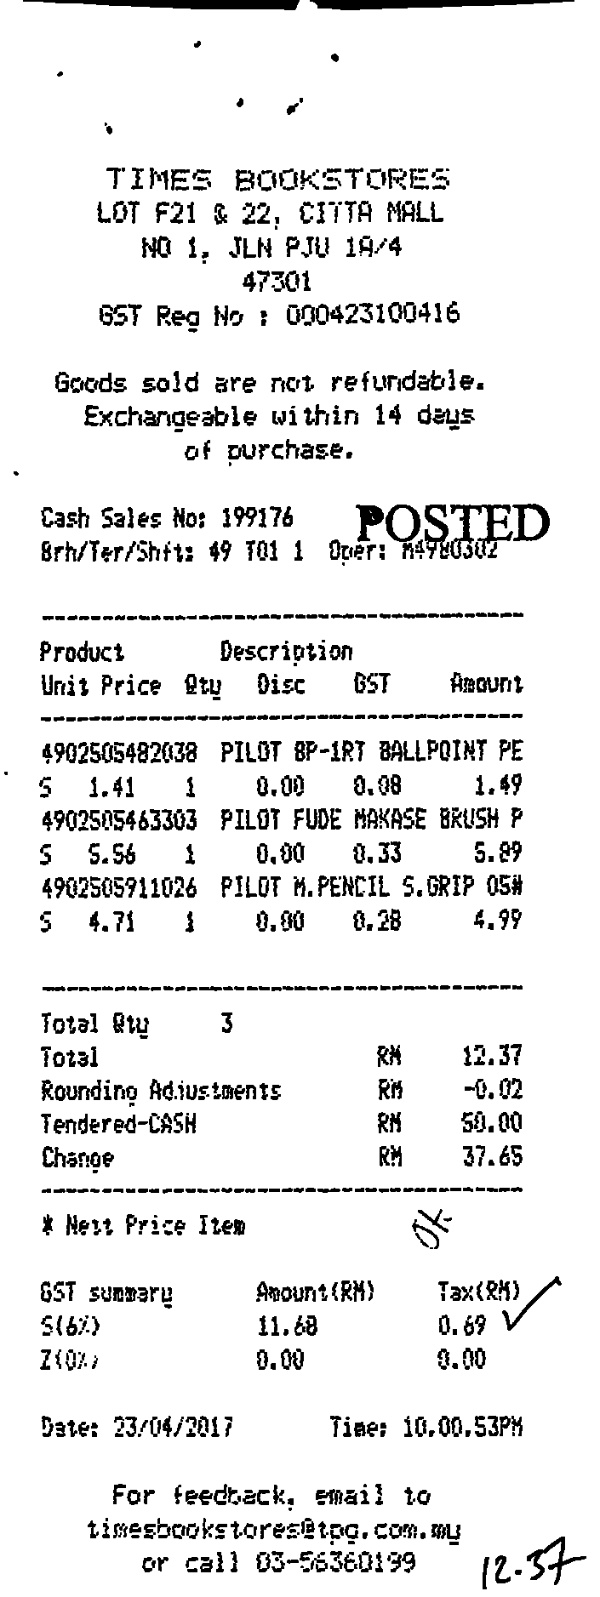 TIMES BOOKSTORES
LOT F21 & 22, CITTA MALL
NO 1, JLN PJU 1A/4
47301
GST Reg No : 000423100416
Goods sold are not refundable.
Exchangeable within 14 days
of purchase.
Cash Sales No: 199176
POSTED
Brh/Ter/Shft: 49 T01 1 Oper: M4980302
Product Description
Unit Price Qty Disc GST Amount
4902505482038 PILOT BP-1RT BALLPOINT PE
S 1.41 1 0.00 0.08 1.49
4902505463303 PILOT FUDE MAKASE BRUSH P
S 5.56 1 0.00 0.33 5.89
4902505911026 PILOT M.PENCIL S.GRIP 05#
S 4.71 1 0.00 0.28 4.99
Total Qty 3
Total RM 12.37
Rounding Adjustments RM -0.02
Tendered-CASH RM 50.00
Change RM 37.65
* Nett Price Item
OK
GST summary Amount(RM) Tax(RM)
S(6%) 11.68 0.69
Z(0%) 0.00 0.00
Date: 23/04/2017 Time: 10.00.53PM
For feedback, email to
timesbookstores@tpg.com.my
or call 03-56360199
12.37